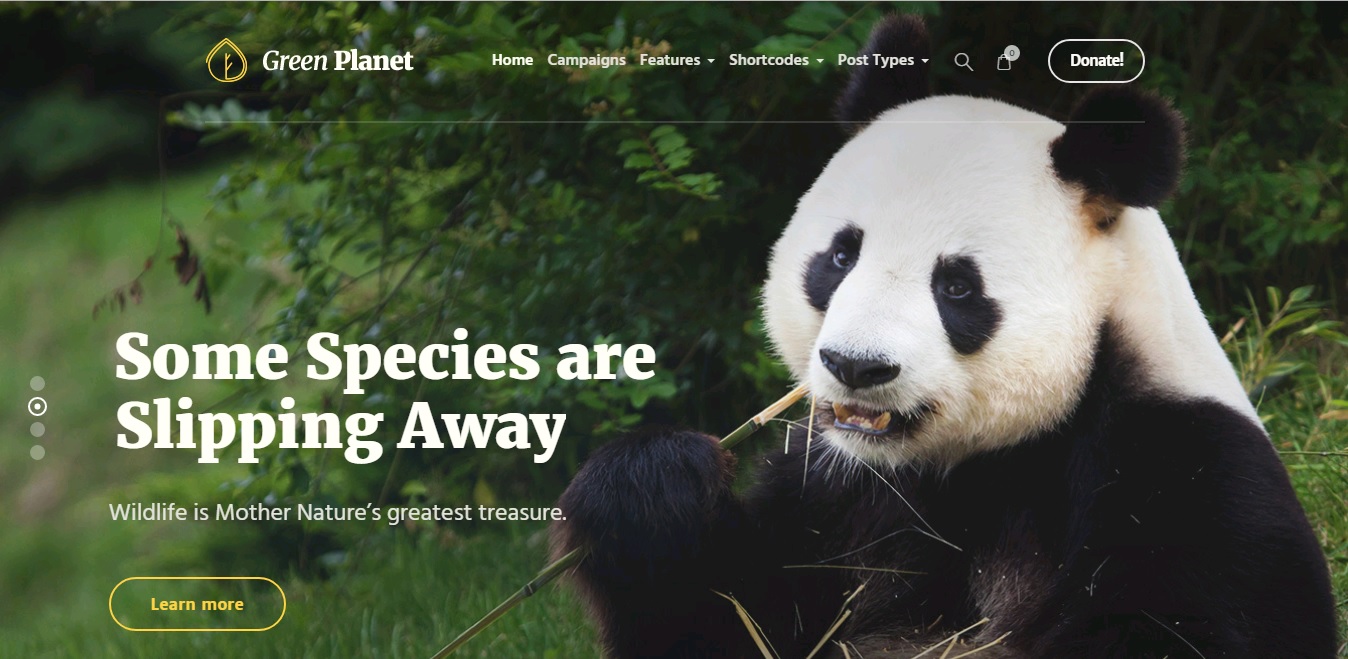 Green Planet
Home Campaigns Features Shortcodes Post Types 0 Donate!
Some Species are
Slipping Away
Wildlife is Mother Nature’s greatest treasure.
Learn more